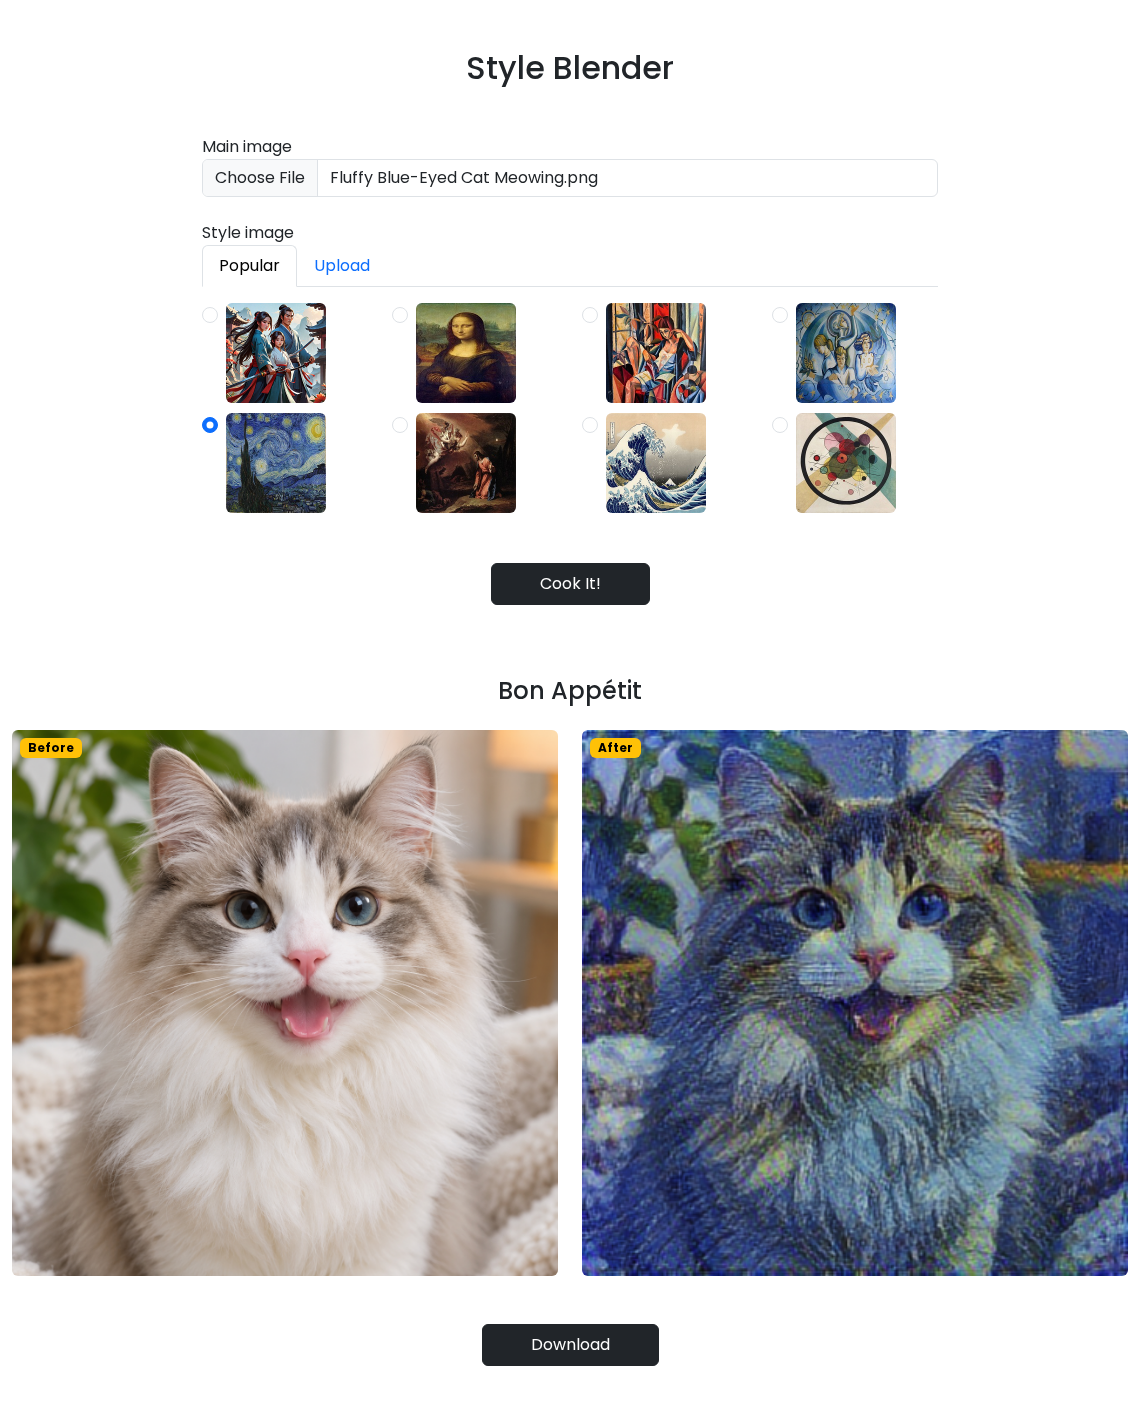 Style Blender
Main image
Choose File Fluffy Blue-Eyed Cat Meowing.png
Style image
Popular Upload
Cook It!
Bon Appétit
Before After
Download